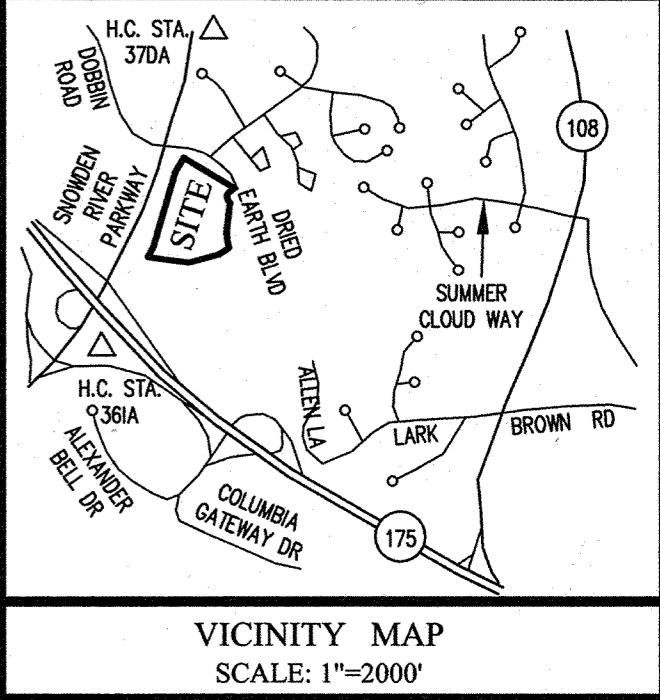 H.C. STA.
37DA
DOBBIN
ROAD
108
SNOWDEN
RIVER
PARKWAY
SITE
DRIED
EARTH BLVD
SUMMER
CLOUD WAY
H.C. STA.
36IA
ALLEN LA
LARK
BROWN RD
ALEXANDER
BELL DR
COLUMBIA
GATEWAY DR
175
VICINITY MAP
SCALE: 1"=2000'